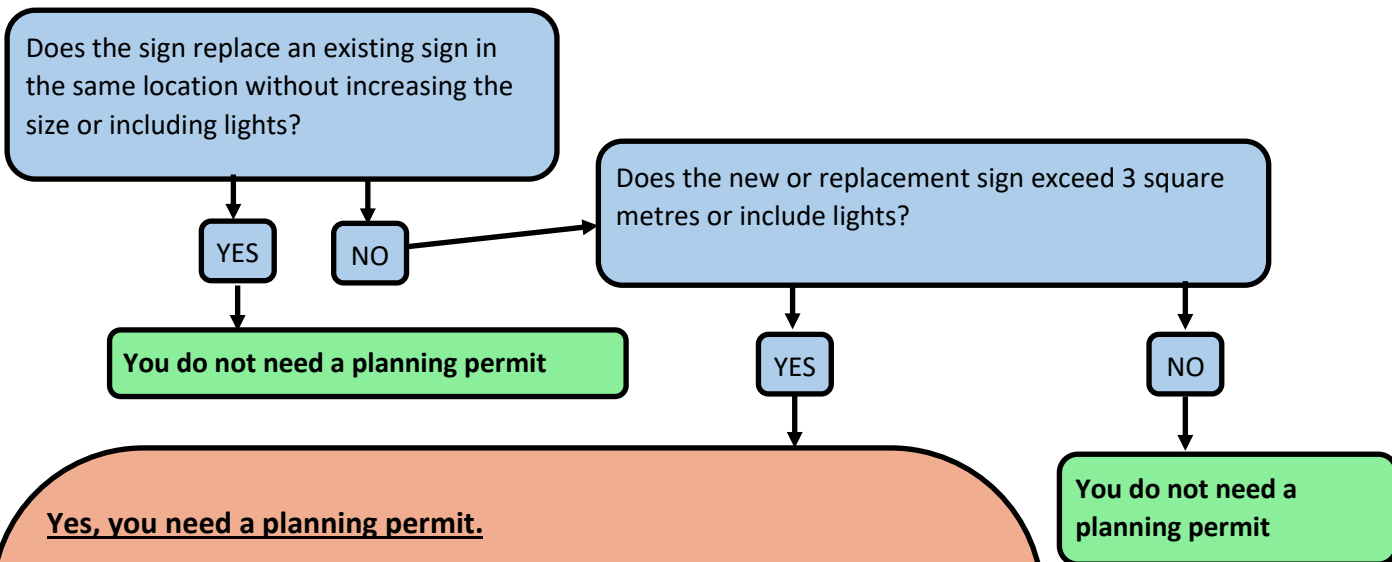 Does the sign replace an existing sign in
the same location without increasing the
size or including lights?
YES
NO
Does the new or replacement sign exceed 3 square
metres or include lights?
You do not need a planning permit
YES
NO
Yes, you need a planning permit.
You do not need a
planning permit